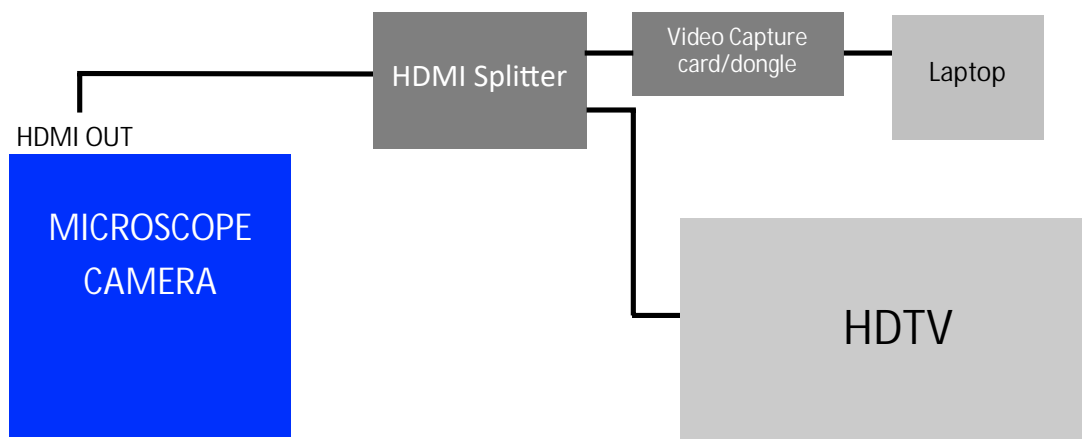 HDMI Splitter
Video Capture
card/dongle
Laptop
HDMI OUT
MICROSCOPE
CAMERA
HDTV